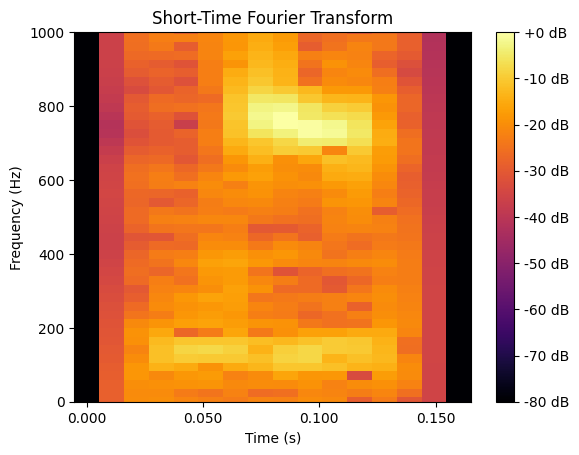 Short-Time Fourier Transform
1000
800
600
400
200
0
Frequency (Hz)
0.000
0.050
0.100
0.150
Time (s)
+0 dB
-10 dB
-20 dB
-30 dB
-40 dB
-50 dB
-60 dB
-70 dB
-80 dB